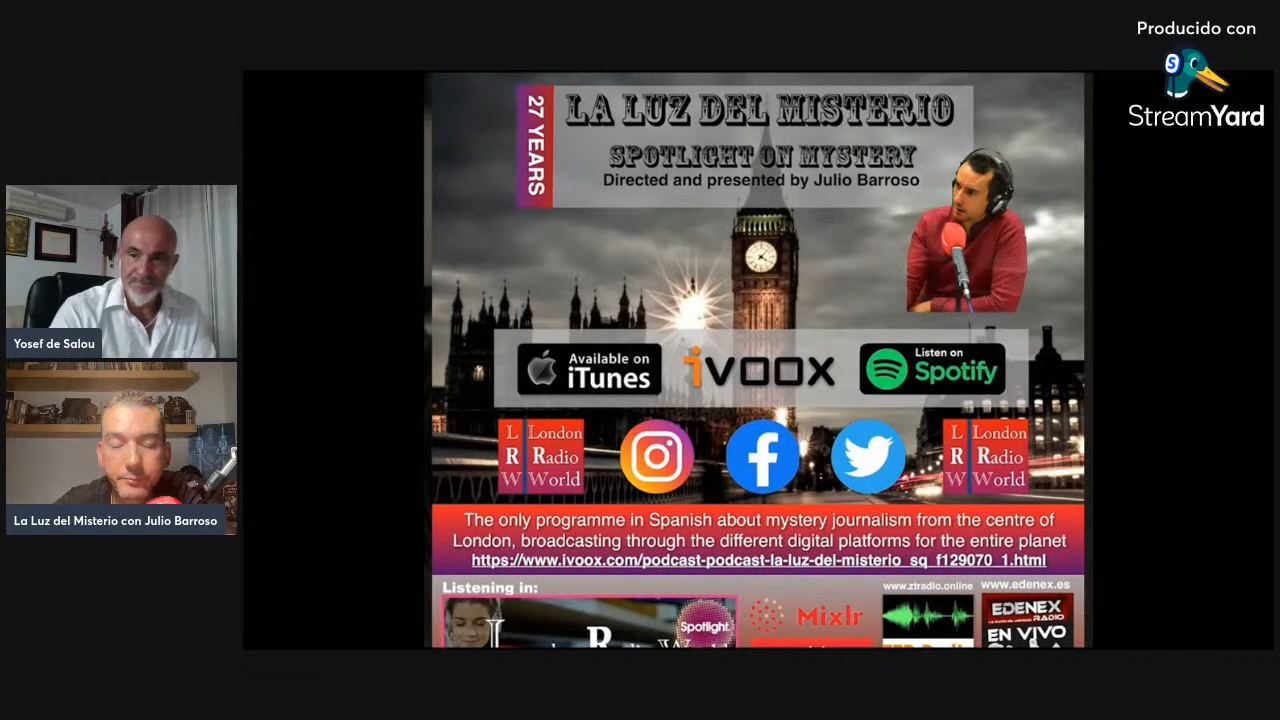 Producido con
StreamYard
27 YEARS
LA LUZ DEL MISTERIO
SPOTLIGHT ON MYSTERY
Directed and presented by Julio Barroso
Yosef de Salou
La Luz del Misterio con Julio Barroso
Available on
iTunes
iVOOX
Listen on
Spotify
L R W London Radio World
L R W London Radio World
The only programme in Spanish about mystery journalism from the centre of
London, broadcasting through the different digital platforms for the entire planet
https://www.ivoox.com/podcast-podcast-la-luz-del-misterio_sq_f129070_1.html
Listening in:
www.ztradio.online
www.edenex.es
Spotlight
Mixlr
EDENEX
RADIO
EN VIVO